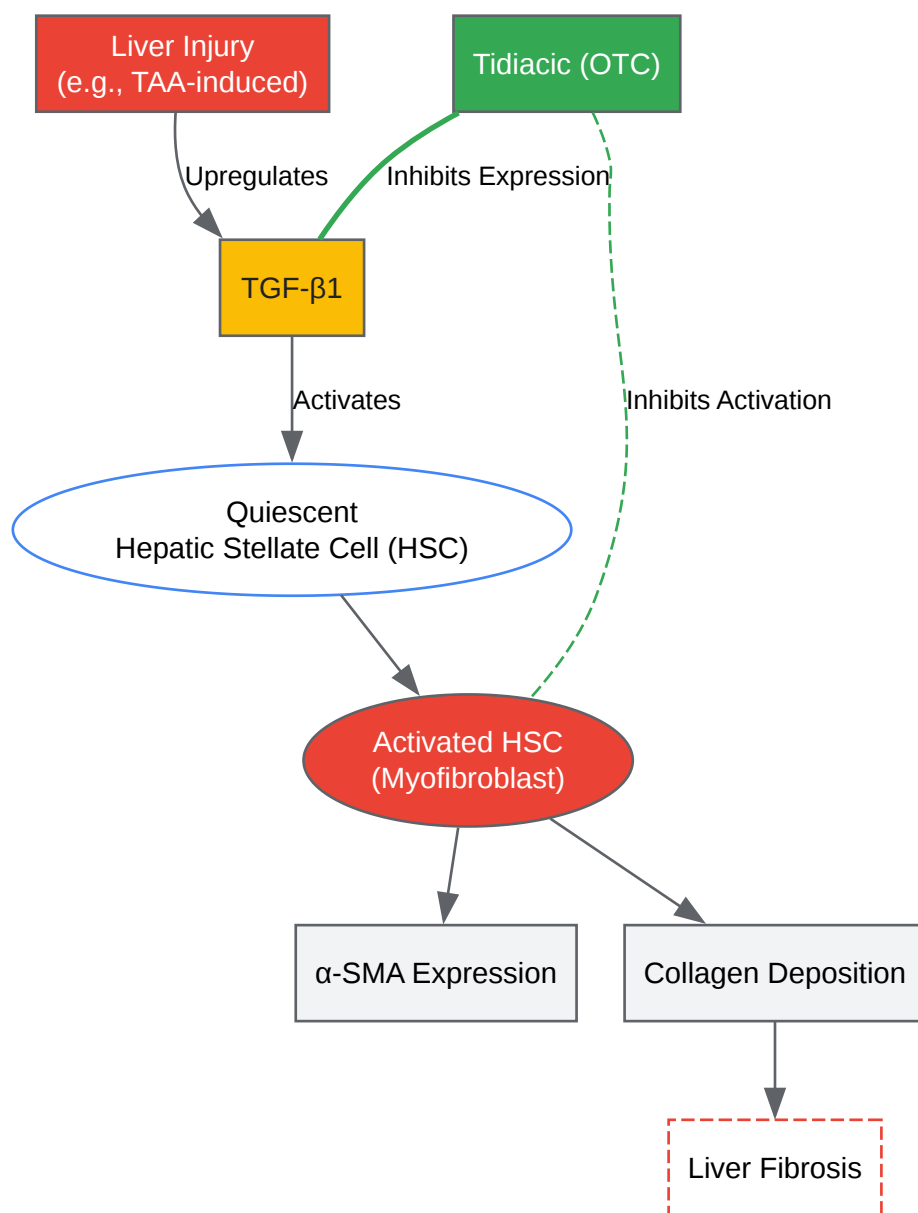 Liver Injury
(e.g., TAA-induced)
Tidiacic (OTC)
Upregulates
Inhibits Expression
TGF-β1
Activates
Inhibits Activation
Quiescent
Hepatic Stellate Cell (HSC)
Activated HSC
(Myofibroblast)
α-SMA Expression
Collagen Deposition
Liver Fibrosis